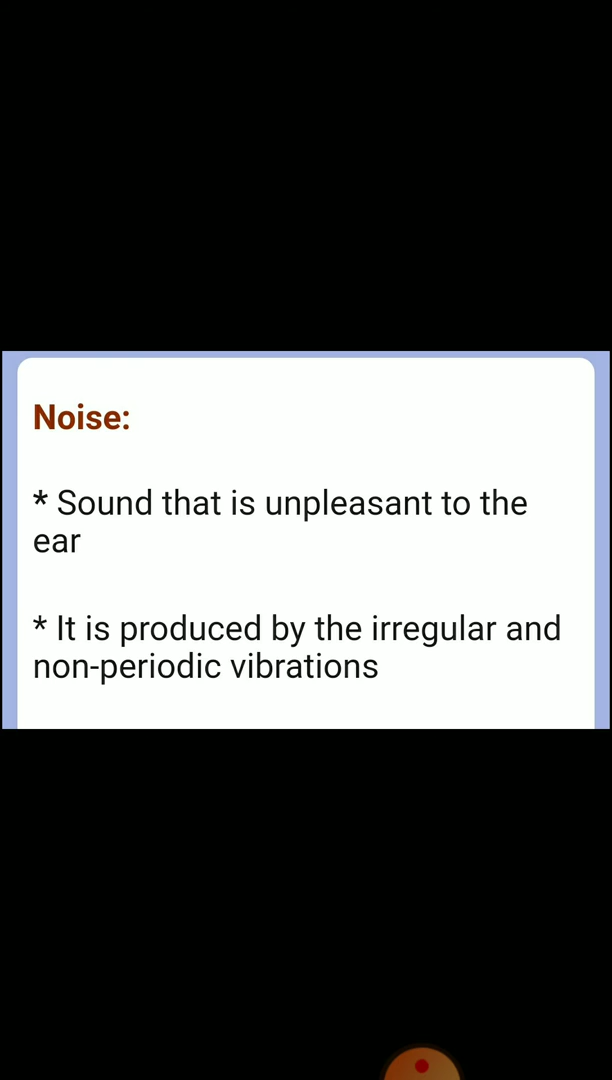 Noise:
* Sound that is unpleasant to the
ear
* It is produced by the irregular and
non-periodic vibrations